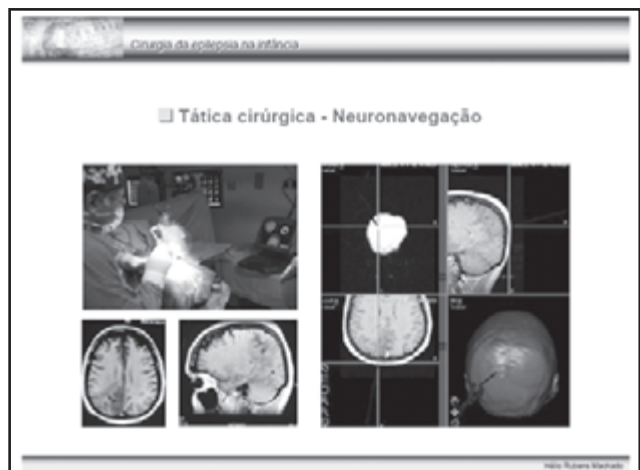 Cirurgia da epilepsia na infância
Tática cirúrgica - Neuronavegação
Hélio Rubens Machado